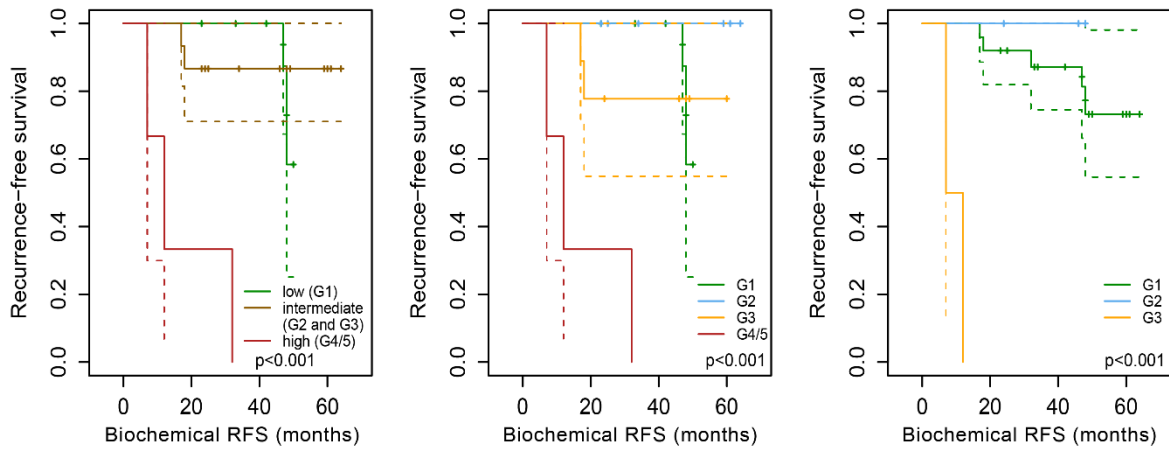 Recurrence-free survival
1.0
0.8
0.6
0.4
0.2
0.0
low (G1)
intermediate
(G2 and G3)
high (G4/5)
p<0.001
0 20 40 60
Biochemical RFS (months)
Recurrence-free survival
1.0
0.8
0.6
0.4
0.2
0.0
G1
G2
G3
G4/5
p<0.001
0 20 40 60
Biochemical RFS (months)
Recurrence-free survival
1.0
0.8
0.6
0.4
0.2
0.0
G1
G2
G3
p<0.001
0 20 40 60
Biochemical RFS (months)